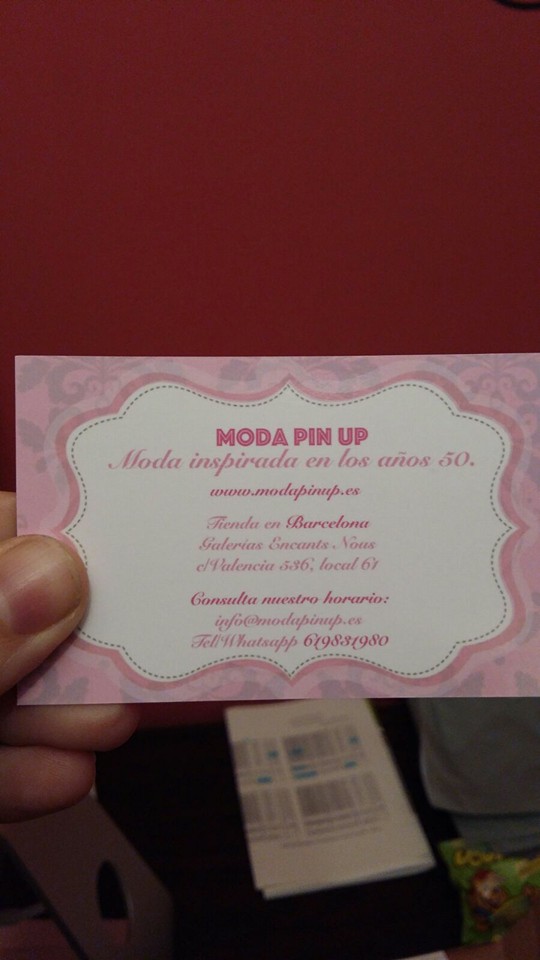 MODA PIN UP
Moda inspirada en los años 50.
www.modapinup.es
Tienda en Barcelona
Galerías Encants Nous
c/Valencia 536, local 61
Consulta nuestro horario:
info@modapinup.es
Tel/Whatsapp 619831980